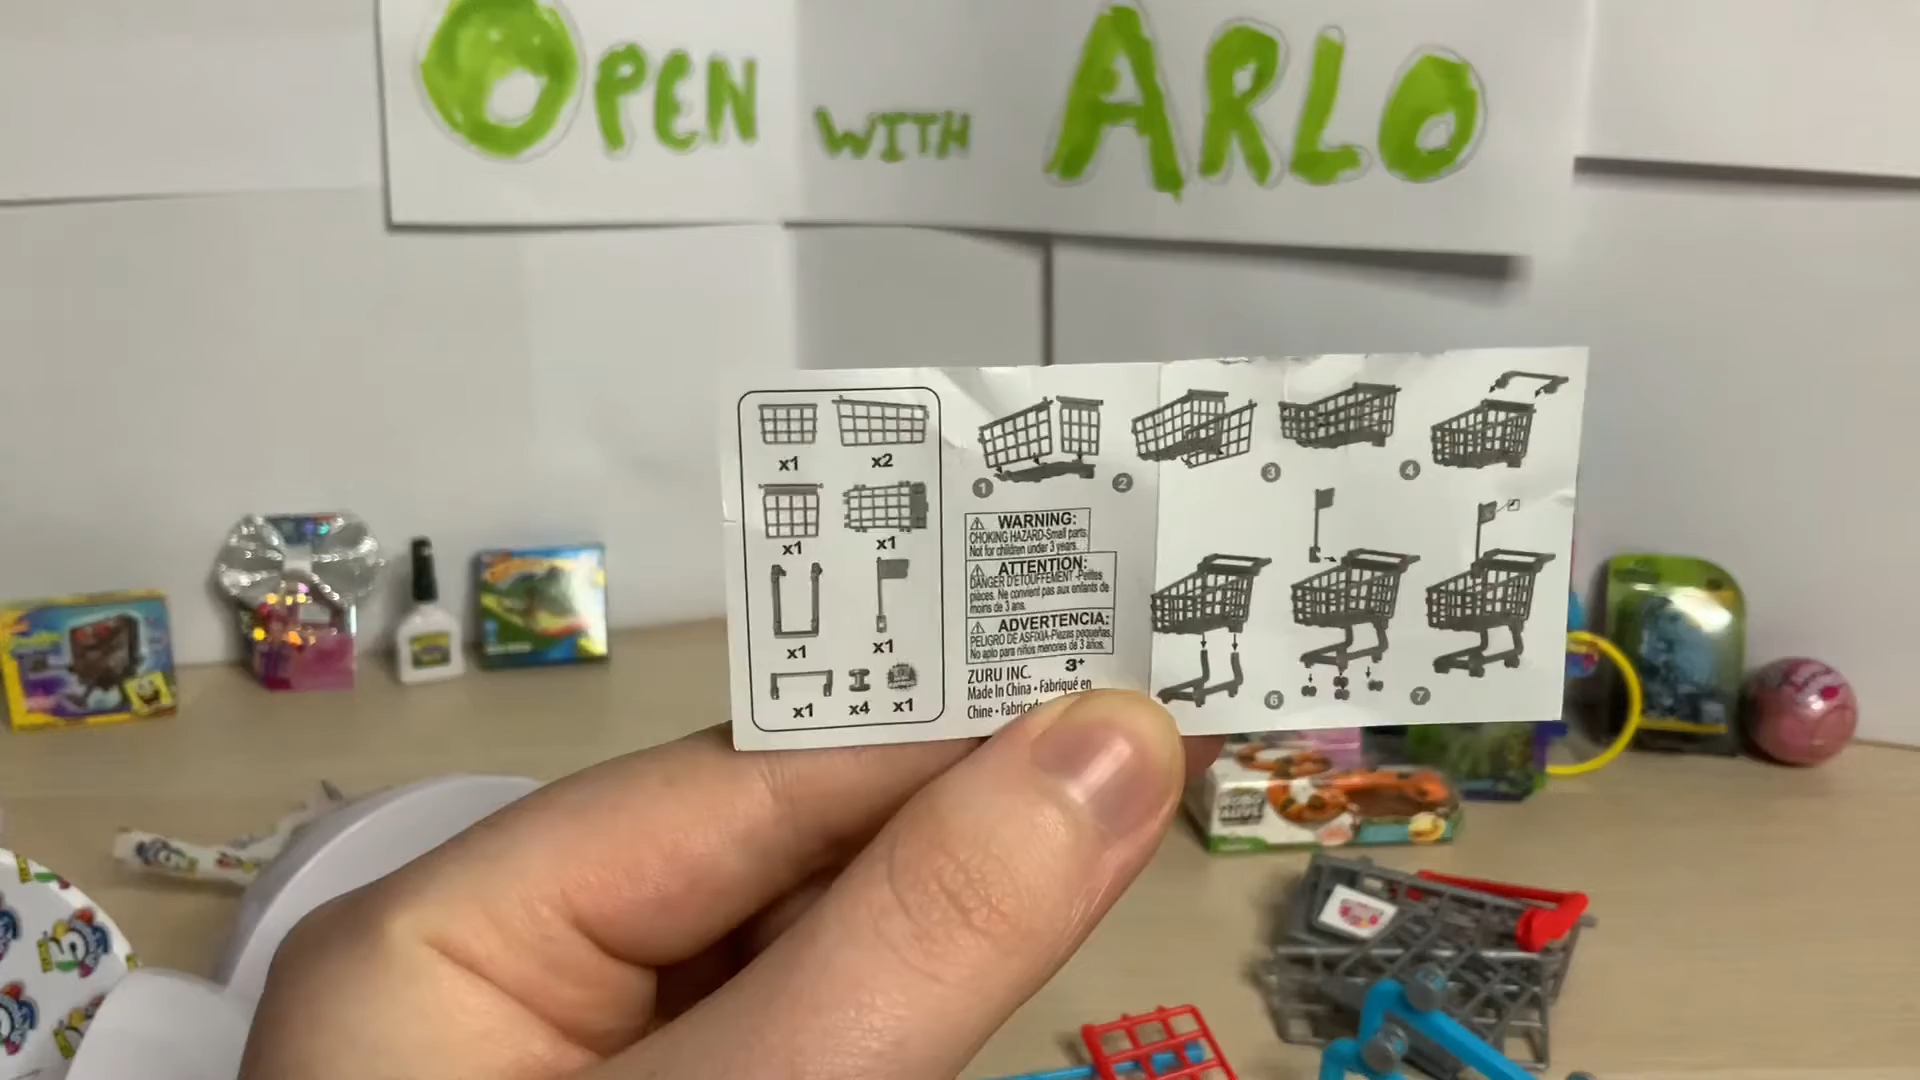 OPEN WITH ARLO
x1
x2
x1
x1
x1
x1
x1
x4
x1
1
2
3
4
6
7
WARNING:
CHOKING HAZARD-Small parts.
Not for children under 3 years.
ATTENTION:
DANGER D'ETOUFFEMENT -Petites
pièces. Ne convient pas aux enfants de
moins de 3 ans.
ADVERTENCIA:
PELIGRO DE ASFIXIA-Piezas pequeñas.
No apto para niños menores de 3 años.
3+
ZURU INC.
Made In China • Fabriqué en
Chine •